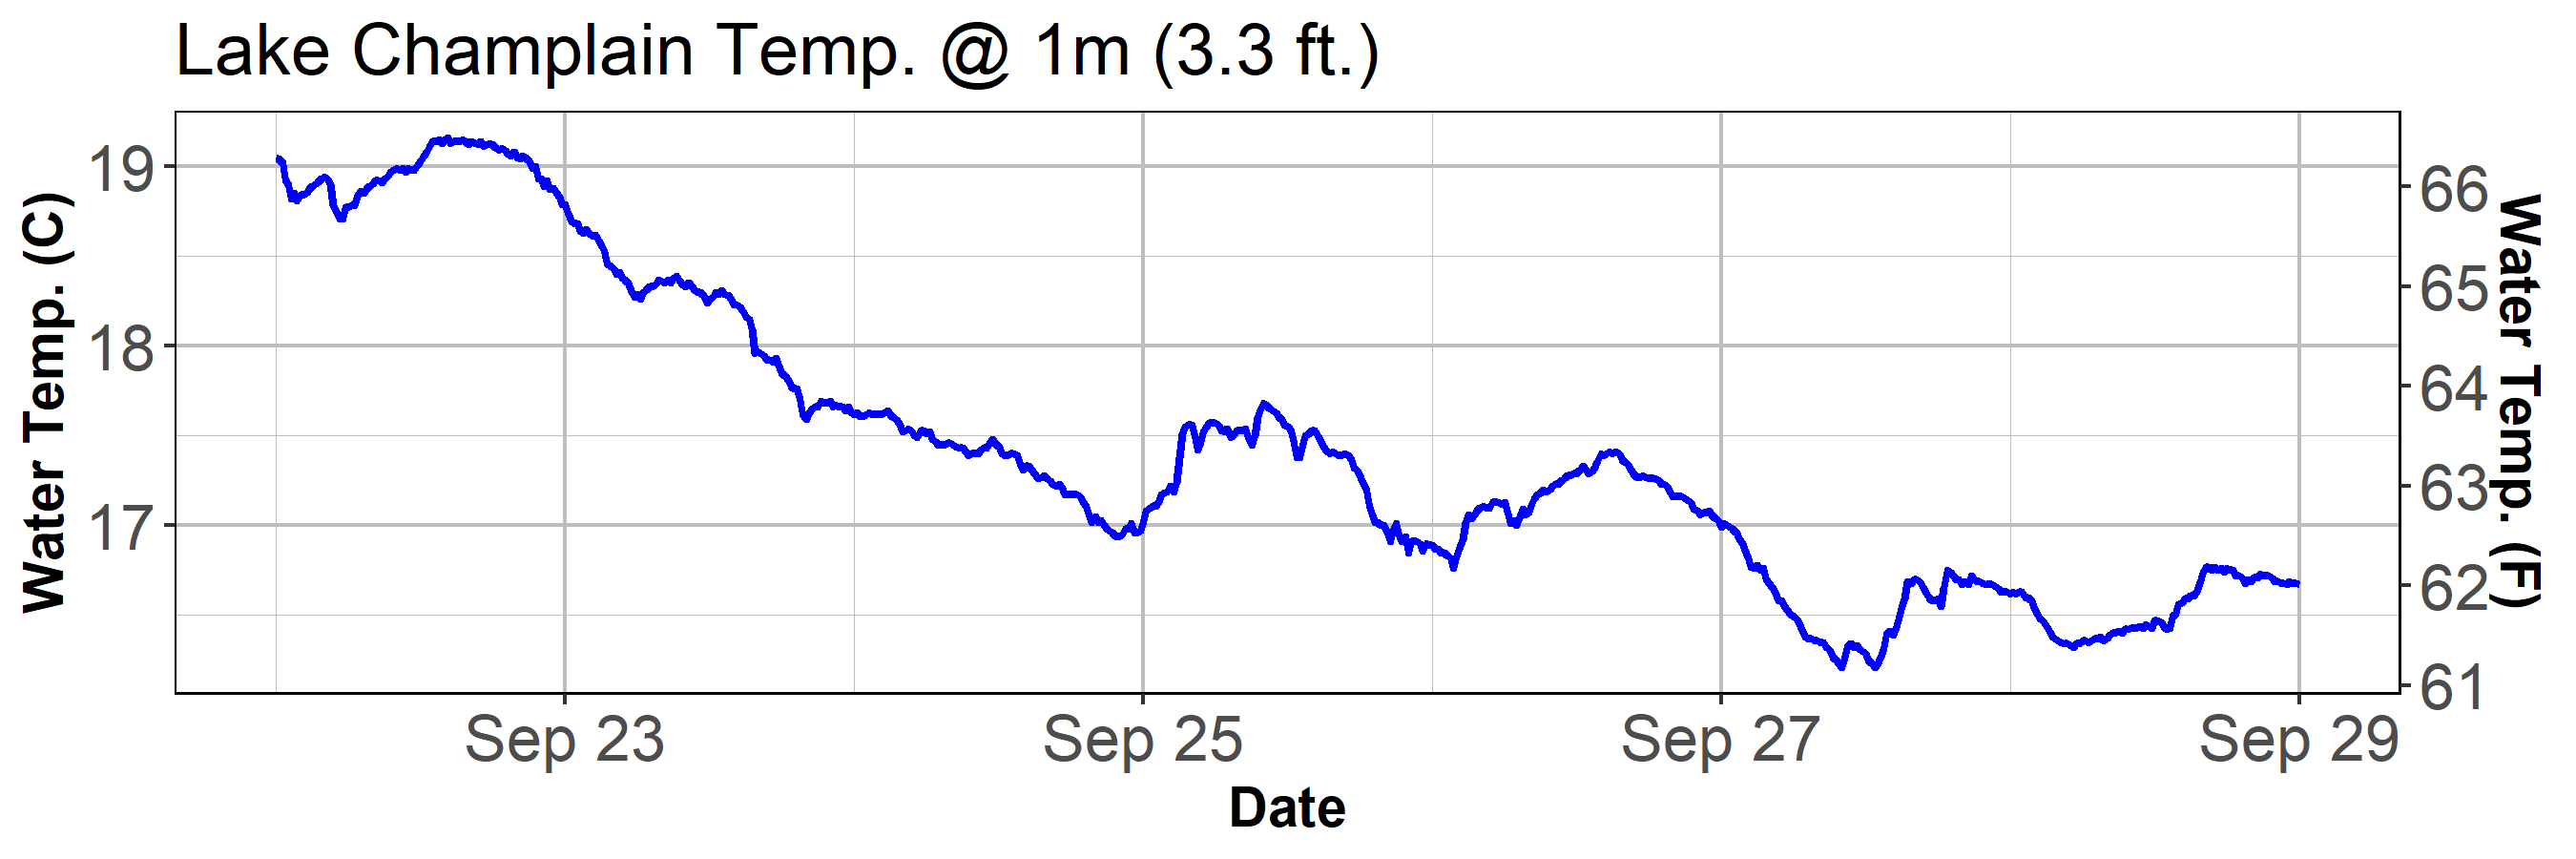 Lake Champlain Temp. @ 1m (3.3 ft.)
Water Temp. (C)
19
18
17
66
65
64
63
62
61
Water Temp. (F)
Sep 23 Sep 25 Sep 27 Sep 29
Date